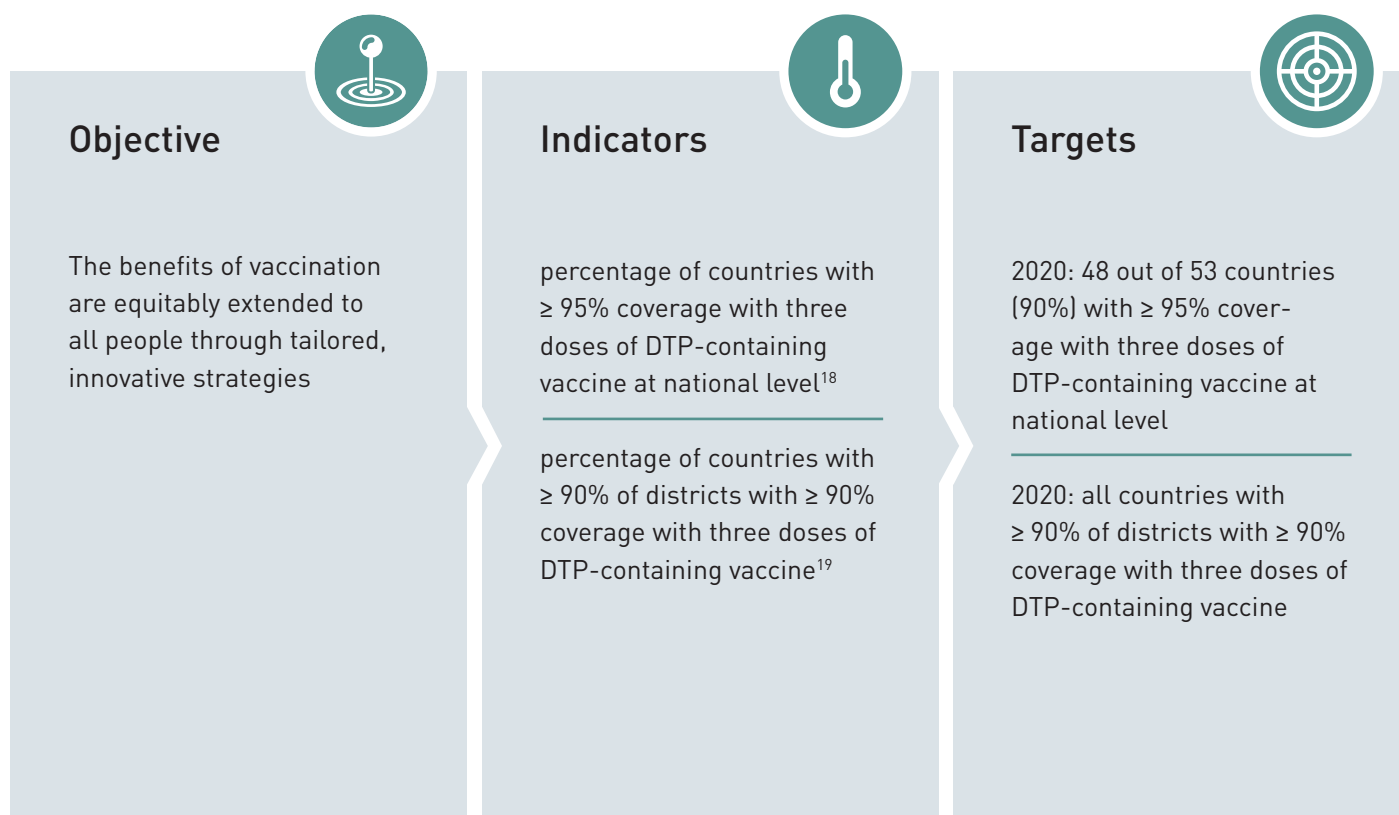 Objective
The benefits of vaccination
are equitably extended to
all people through tailored,
innovative strategies
Indicators
percentage of countries with
≥ 95% coverage with three
doses of DTP-containing
vaccine at national level¹⁸
percentage of countries with
≥ 90% of districts with ≥ 90%
coverage with three doses of
DTP-containing vaccine¹⁹
Targets
2020: 48 out of 53 countries
(90%) with ≥ 95% cover-
age with three doses of
DTP-containing vaccine at
national level
2020: all countries with
≥ 90% of districts with ≥ 90%
coverage with three doses of
DTP-containing vaccine